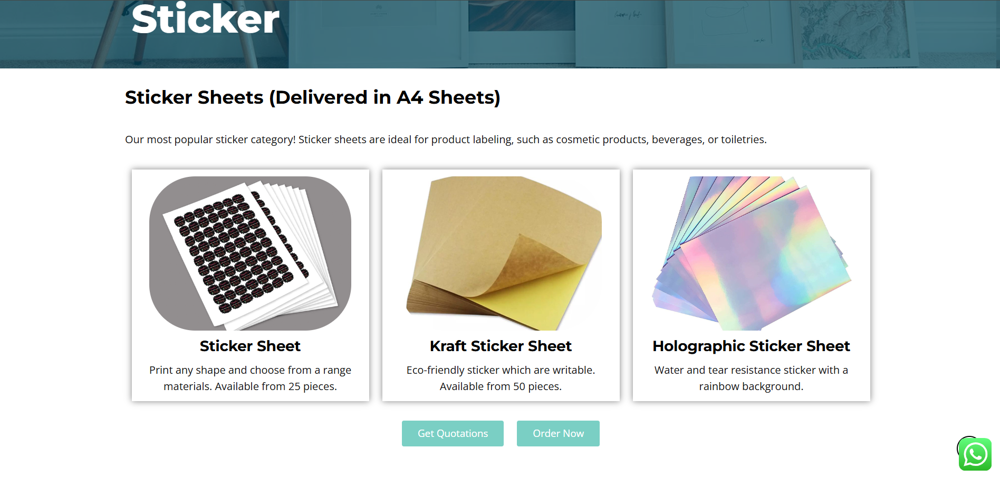 Sticker
Sticker Sheets (Delivered in A4 Sheets)
Our most popular sticker category! Sticker sheets are ideal for product labeling, such as cosmetic products, beverages, or toiletries.
Sticker Sheet
Print any shape and choose from a range
materials. Available from 25 pieces.
Kraft Sticker Sheet
Eco-friendly sticker which are writable.
Available from 50 pieces.
Holographic Sticker Sheet
Water and tear resistance sticker with a
rainbow background.
Get Quotations
Order Now